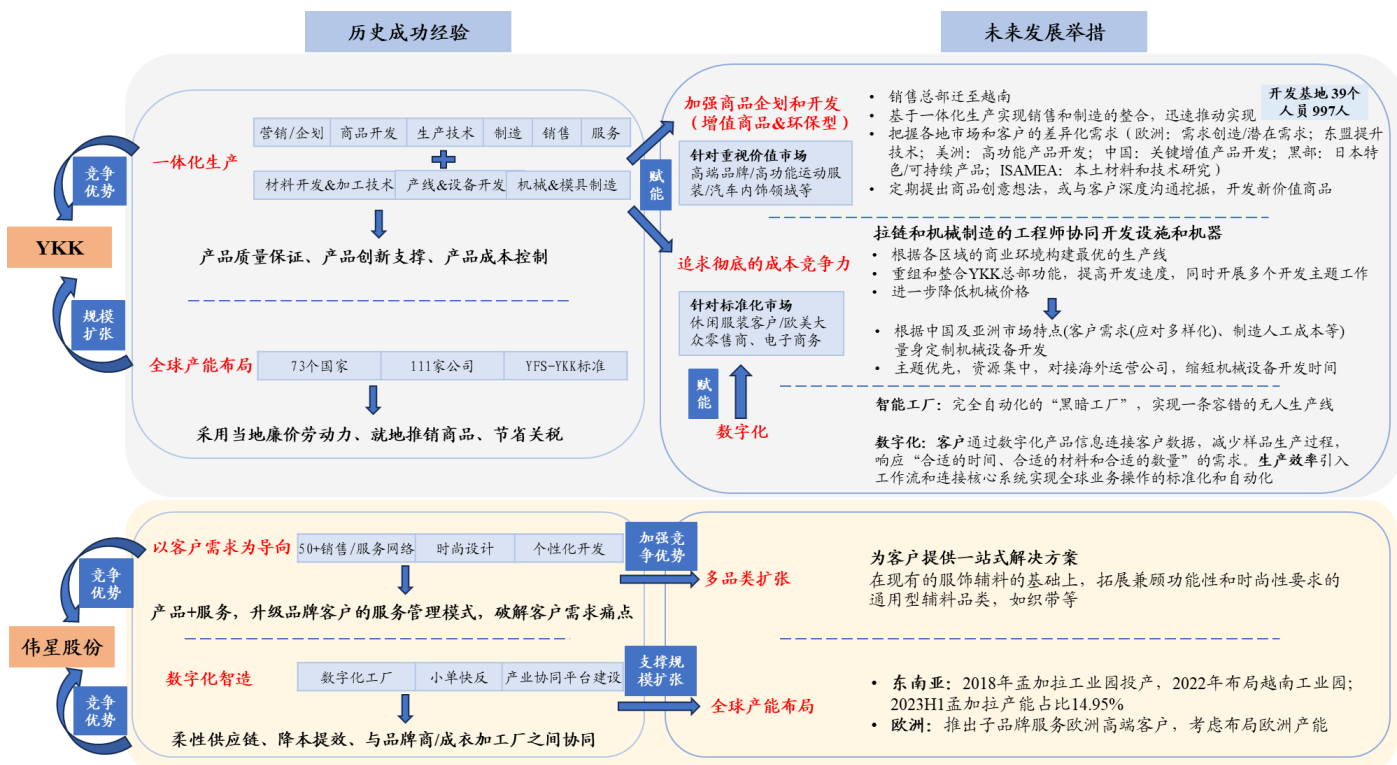 历史成功经验
未来发展举措
YKK
竞争
优势
规模
扩张
一体化生产
营销/企划
商品开发
生产技术
制造
销售
服务
材料开发&加工技术
产线&设备开发
机械&模具制造
产品质量保证、产品创新支撑、产品成本控制
全球产能布局
73个国家
111家公司
YFS-YKK标准
采用当地廉价劳动力、就地推销商品、节省关税
赋
能
加强商品企划和开发
（增值商品&环保型）
针对重视价值市场
高端品牌/高功能运动服
装/汽车内饰领域等
开发基地 39个
人员 997人
• 销售总部迁至越南
• 基于一体化生产实现销售和制造的整合，迅速推动实现
• 把握各地市场和客户的差异化需求（欧洲：需求创造/潜在需求；东盟提升
技术；美洲：高功能产品开发；中国：关键增值产品开发；黑部：日本特
色/可持续产品；ISAMEA：本土材料和技术研究）
• 定期提出商品创意想法，或与客户深度沟通挖掘，开发新价值商品
追求彻底的成本竞争力
针对标准化市场
休闲服装客户/欧美大
众零售商、电子商务
赋
能
数字化
拉链和机械制造的工程师协同开发设施和机器
• 根据各区域的商业环境构建最优的生产线
• 重组和整合YKK总部功能，提高开发速度，同时开展多个开发主题工作
• 进一步降低机械价格
• 根据中国及亚洲市场特点(客户需求(应对多样化)、制造人工成本等)
量身定制机械设备开发
• 主题优先，资源集中，对接海外运营公司，缩短机械设备开发时间
智能工厂：完全自动化的“黑暗工厂”，实现一条容错的无人生产线
数字化：客户通过数字化产品信息连接客户数据，减少样品生产过程，
响应“合适的时间、合适的材料和合适的数量”的需求。生产效率引入
工作流和连接核心系统实现全球业务操作的标准化和自动化
伟星股份
竞争
优势
竞争
优势
以客户需求为导向
50+销售/服务网络
时尚设计
个性化开发
产品+服务，升级品牌客户的服务管理模式，破解客户需求痛点
数字化智造
数字化工厂
小单快反
产业协同平台建设
柔性供应链、降本提效、与品牌商/成衣加工厂之间协同
加强竞
争优势
多品类扩张
支撑规
模扩张
全球产能布局
为客户提供一站式解决方案
在现有的服饰辅料的基础上，拓展兼顾功能性和时尚性要求的
通用型辅料品类，如织带等
• 东南亚：2018年孟加拉工业园投产，2022年布局越南工业园；
2023H1孟加拉产能占比14.95%
• 欧洲：推出子品牌服务欧洲高端客户，考虑布局欧洲产能